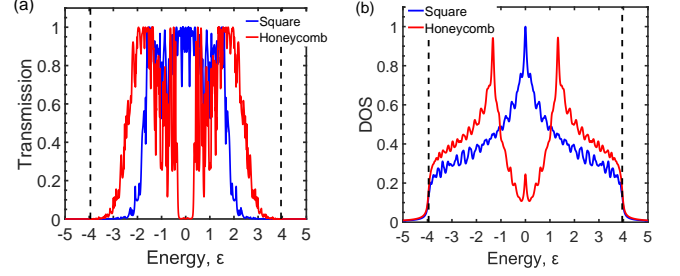 (a)
Square
Honeycomb
1
0.8
0.6
0.4
0.2
0
Transmission
-5 -4 -3 -2 -1 0 1 2 3 4 5
Energy, ε
(b)
Square
Honeycomb
1
0.8
0.6
0.4
0.2
0
DOS
-5 -4 -3 -2 -1 0 1 2 3 4 5
Energy, ε